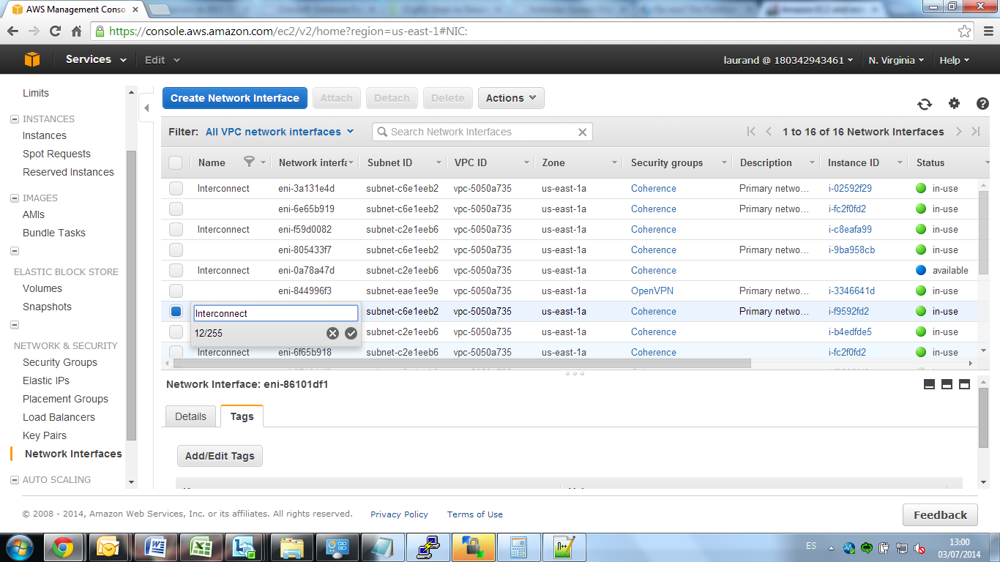 AWS Management Conso
https://console.aws.amazon.com/ec2/v2/home?region=us-east-1#NIC:
Services Edit laurand @ 180342943461 N. Virginia Help
Limits
INSTANCES
Instances
Spot Requests
Reserved Instances
IMAGES
AMIs
Bundle Tasks
ELASTIC BLOCK STORE
Volumes
Snapshots
NETWORK & SECURITY
Security Groups
Elastic IPs
Placement Groups
Load Balancers
Key Pairs
Network Interfaces
AUTO SCALING
Create Network Interface Attach Detach Delete Actions
Filter: All VPC network interfaces Search Network Interfaces 1 to 16 of 16 Network Interfaces
Name Network interfa Subnet ID VPC ID Zone Security groups Description Instance ID Status
Interconnect eni-3a131e4d subnet-c6e1eeb2 vpc-5050a735 us-east-1a Coherence Primary netwo... i-02592f29 in-use
eni-6e65b919 subnet-c6e1eeb2 vpc-5050a735 us-east-1a Coherence Primary netwo... i-fc2f0fd2 in-use
Interconnect eni-f59d0082 subnet-c2e1eeb6 vpc-5050a735 us-east-1a Coherence i-c8eafa99 in-use
eni-805433f7 subnet-c6e1eeb2 vpc-5050a735 us-east-1a Coherence Primary netwo... i-9ba958cb in-use
Interconnect eni-0a78a47d subnet-c2e1eeb6 vpc-5050a735 us-east-1a Coherence available
eni-844996f3 subnet-eae1ee9e vpc-5050a735 us-east-1a OpenVPN Primary netwo... i-3346641d in-use
Interconnect subnet-c6e1eeb2 vpc-5050a735 us-east-1a Coherence Primary netwo... i-f9592fd2 in-use
12/255 subnet-c2e1eeb6 vpc-5050a735 us-east-1a Coherence i-b4edfde5 in-use
Interconnect eni-6f65b918 subnet-c2e1eeb6 vpc-5050a735 us-east-1a Coherence i-fc2f0fd2 in-use
Network Interface: eni-86101df1
Details Tags
Add/Edit Tags
© 2008 - 2014, Amazon Web Services, Inc. or its affiliates. All rights reserved. Privacy Policy Terms of Use Feedback
ES 13:00
03/07/2014